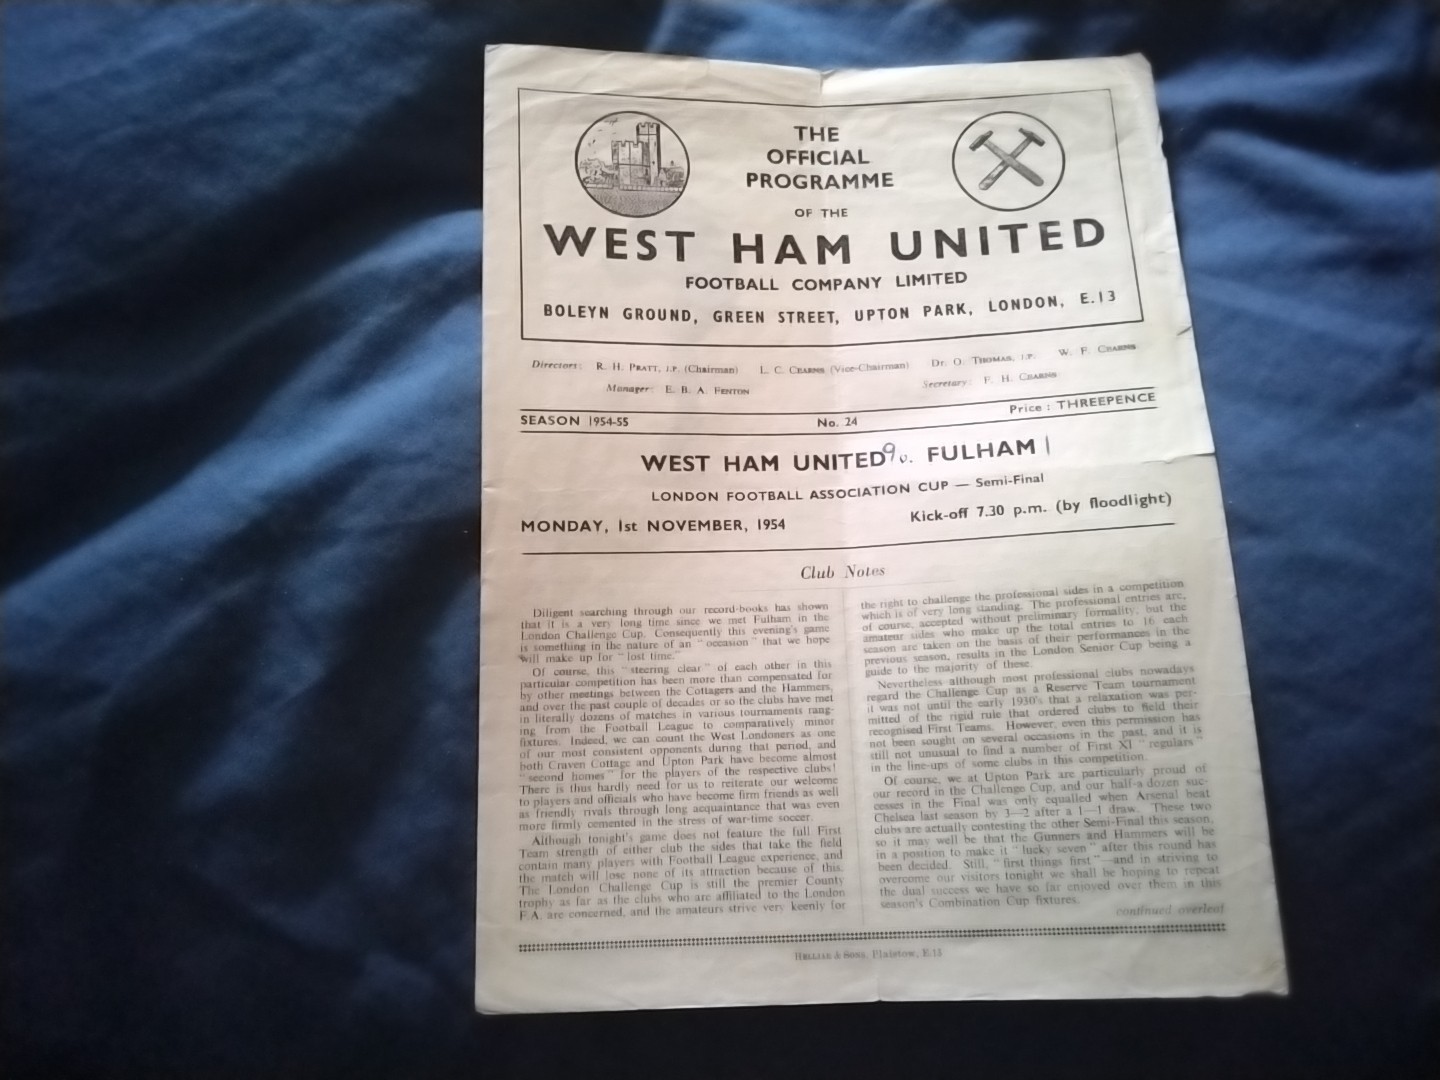 THE
OFFICIAL
PROGRAMME
OF THE
WEST HAM UNITED
FOOTBALL COMPANY LIMITED
BOLEYN GROUND, GREEN STREET, UPTON PARK, LONDON, E.13
Directors: R. H. PRATT, J.P. (Chairman) L. C. CEARNS (Vice-Chairman) Dr. O. THOMAS, J.P. W. F. CEARNS
Manager: E. B. A. FENTON Secretary: F. H. CEARNS
SEASON 1954-55 No. 24 Price : THREEPENCE
WEST HAM UNITED 9 v. FULHAM 1
LONDON FOOTBALL ASSOCIATION CUP — Semi-Final
MONDAY, 1st NOVEMBER, 1954 Kick-off 7.30 p.m. (by floodlight)
Club Notes
Diligent searching through our record-books has shown
that it is a very long time since we met Fulham in the
London Challenge Cup. Consequently this evening's game
is something in the nature of an "occasion" that we hope
will make up for "lost time."
Of course, this "steering clear" of each other in this
particular competition has been more than compensated for
by other meetings between the Cottagers and the Hammers,
and over the past couple of decades or so the clubs have met
in literally dozens of matches in various tournaments rang-
ing from the Football League to comparatively minor
fixtures. Indeed, we can count the West Londoners as one
of our most consistent opponents during that period, and
both Craven Cottage and Upton Park have become almost
"second homes" for the players of the respective clubs!
There is thus hardly need for us to reiterate our welcome
to players and officials who have become firm friends as well
as friendly rivals through long acquaintance that was even
more firmly cemented in the stress of war-time soccer.
Although tonight's game does not feature the full First
Team strength of either club the sides that take the field
contain many players with Football League experience, and
the match will lose none of its attraction because of this.
The London Challenge Cup is still the premier County
trophy as far as the clubs who are affiliated to the London
F.A. are concerned, and the amateurs strive very keenly for
the right to challenge the professional sides in a competition
which is of very long standing. The professional entries are,
of course, accepted without preliminary formality, but the
amateur sides who make up the total entries to 16 each
season are taken on the basis of their performances in the
previous season, results in the London Senior Cup being a
guide to the majority of these.
Nevertheless although most professional clubs nowadays
regard the Challenge Cup as a Reserve Team tournament
it was not until the early 1930's that a relaxation was per-
mitted of the rigid rule that ordered clubs to field their
recognised First Teams. However, even this permission has
not been sought on several occasions in the past, and it is
still not unusual to find a number of First XI "regulars"
in the line-ups of some clubs in this competition.
Of course, we at Upton Park are particularly proud of
our record in the Challenge Cup, and our half-a dozen suc-
cesses in the Final was only equalled when Arsenal beat
Chelsea last season by 3—2 after a 1—1 draw. These two
clubs are actually contesting the other Semi-Final this season,
so it may well be that the Gunners and Hammers will be
in a position to make it "lucky seven" after this round has
been decided. Still, "first things first"—and in striving to
overcome our visitors tonight we shall be hoping to repeat
the dual success we have so far enjoyed over them in this
season's Combination Cup fixtures.
continued overleaf
HELLIAR & SONS, Plaistow, E.13